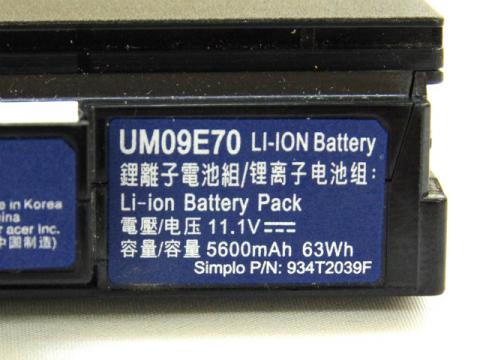 UM09E70 LI-ION Battery
鋰離子電池組/锂离子电池组:
Li-ion Battery Pack
電壓/电压 11.1V⎓
容量/容量 5600mAh 63Wh
Simplo P/N: 934T2039F
in Korea
acer inc.
中国制造)